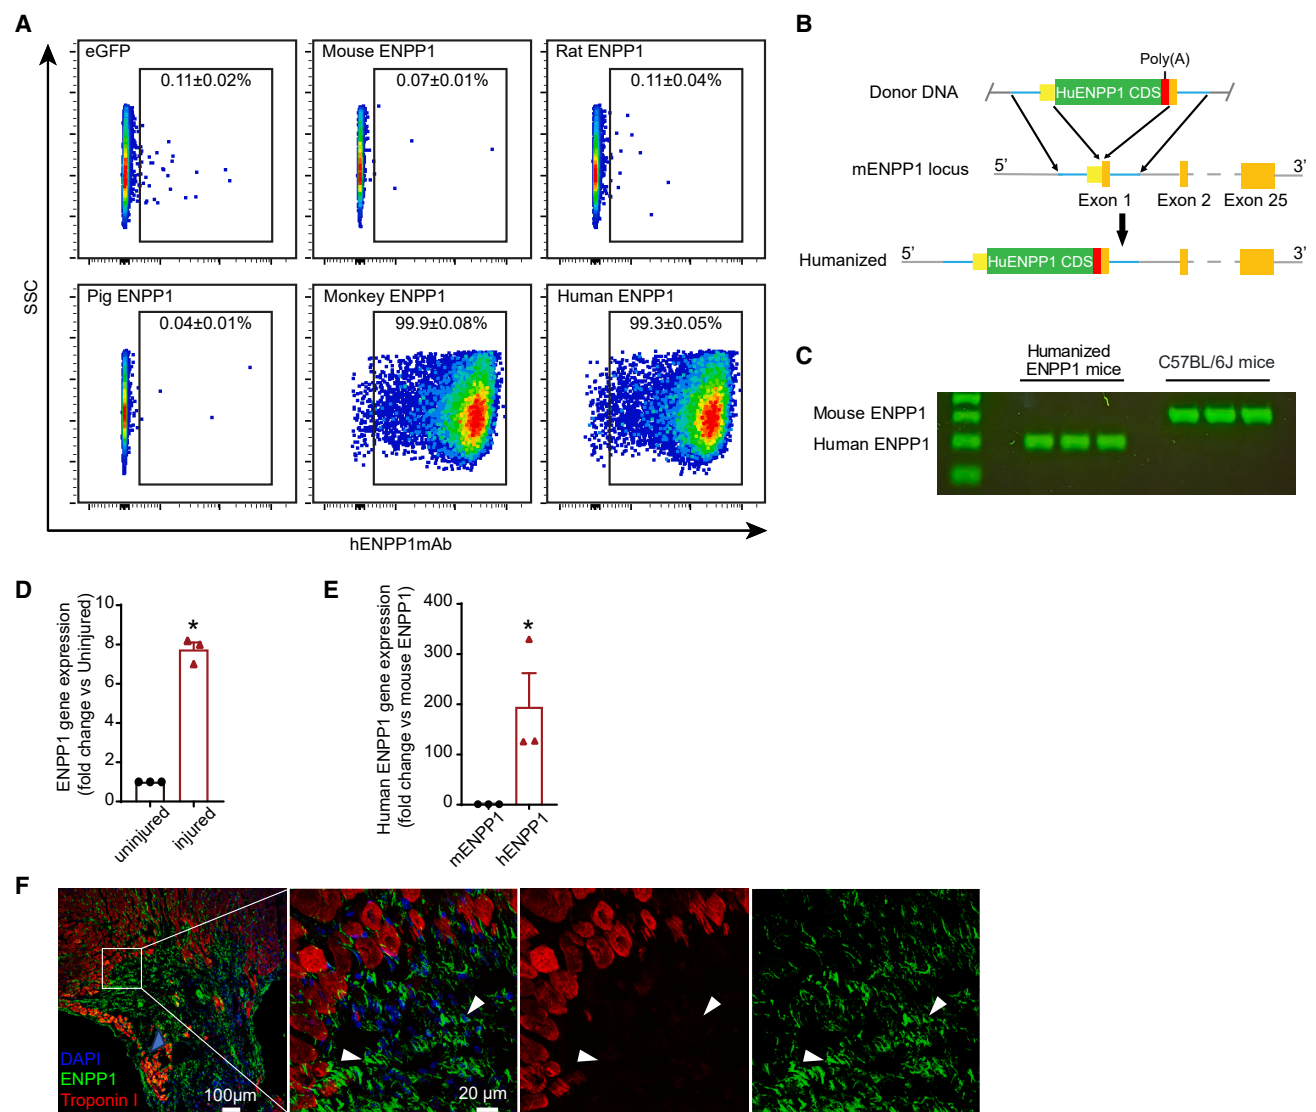 A
eGFP
0.11±0.02%
Mouse ENPP1
0.07±0.01%
Rat ENPP1
0.11±0.04%
Pig ENPP1
0.04±0.01%
Monkey ENPP1
99.9±0.08%
Human ENPP1
99.3±0.05%
SSC
hENPP1mAb
B
Poly(A)
Donor DNA
HuENPP1 CDS
mENPP1 locus
5’
3’
Exon 1
Exon 2
Exon 25
Humanized
5’
HuENPP1 CDS
3’
C
Humanized
ENPP1 mice
C57BL/6J mice
Mouse ENPP1
Human ENPP1
D
ENPP1 gene expression
(fold change vs Uninjured)
10
8
6
4
2
0
*
uninjured
injured
E
Human ENPP1 gene expression
(fold change vs mouse ENPP1)
400
300
200
100
0
*
mENPP1
hENPP1
F
DAPI
ENPP1
Troponin I
100μm
20 μm